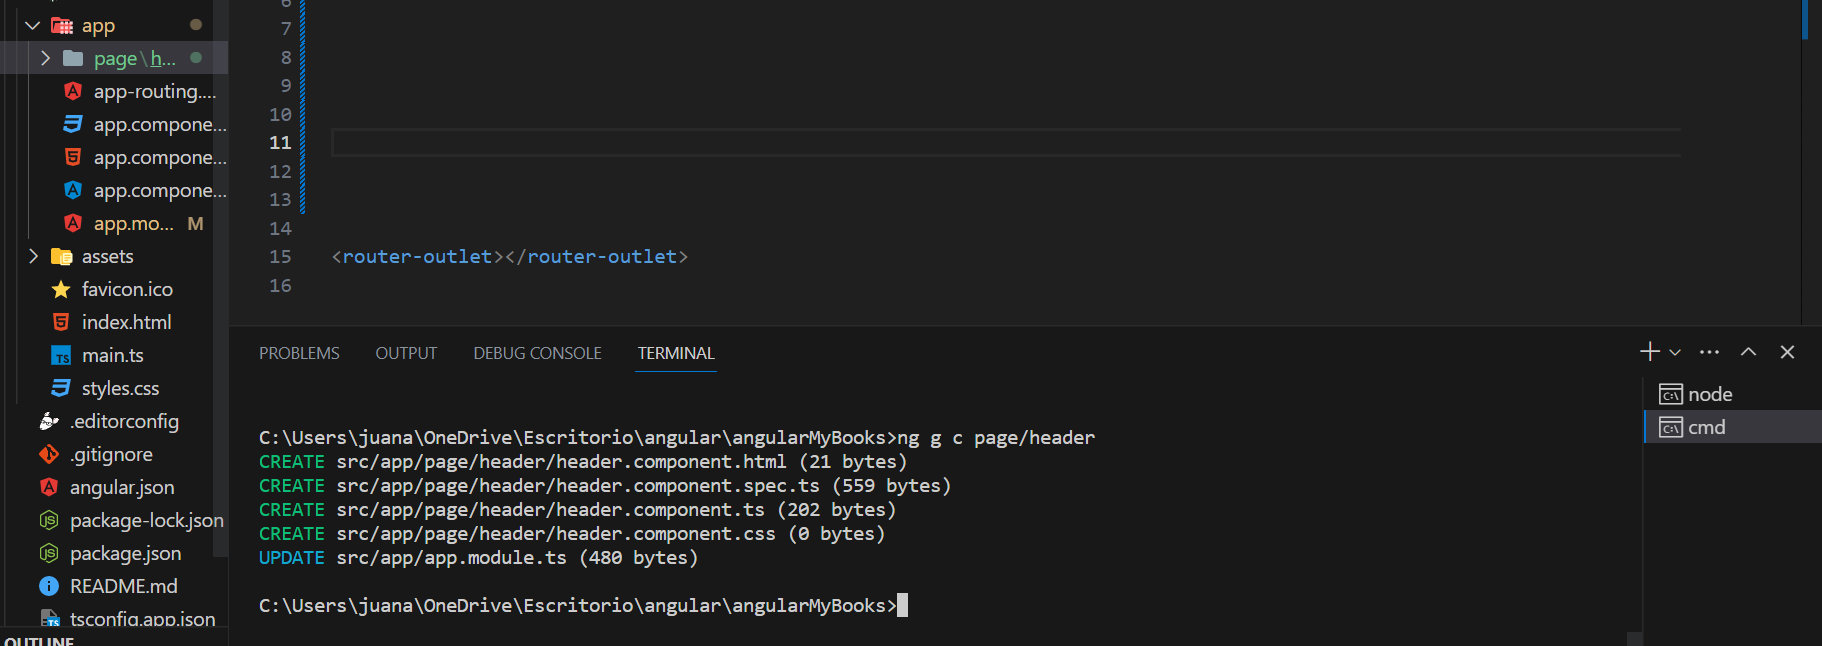 app
page\h...
app-routing....
app.compone...
app.compone...
app.compone...
app.mo... M
assets
favicon.ico
index.html
main.ts
styles.css
.editorconfig
.gitignore
angular.json
package-lock.json
package.json
README.md
tsconfig.app.json
OUTLINE
6
7
8
9
10
11
12
13
14
15 <router-outlet></router-outlet>
16
PROBLEMS OUTPUT DEBUG CONSOLE TERMINAL
node
cmd
C:\Users\juana\OneDrive\Escritorio\angular\angularMyBooks>ng g c page/header
CREATE src/app/page/header/header.component.html (21 bytes)
CREATE src/app/page/header/header.component.spec.ts (559 bytes)
CREATE src/app/page/header/header.component.ts (202 bytes)
CREATE src/app/page/header/header.component.css (0 bytes)
UPDATE src/app/app.module.ts (480 bytes)
C:\Users\juana\OneDrive\Escritorio\angular\angularMyBooks>